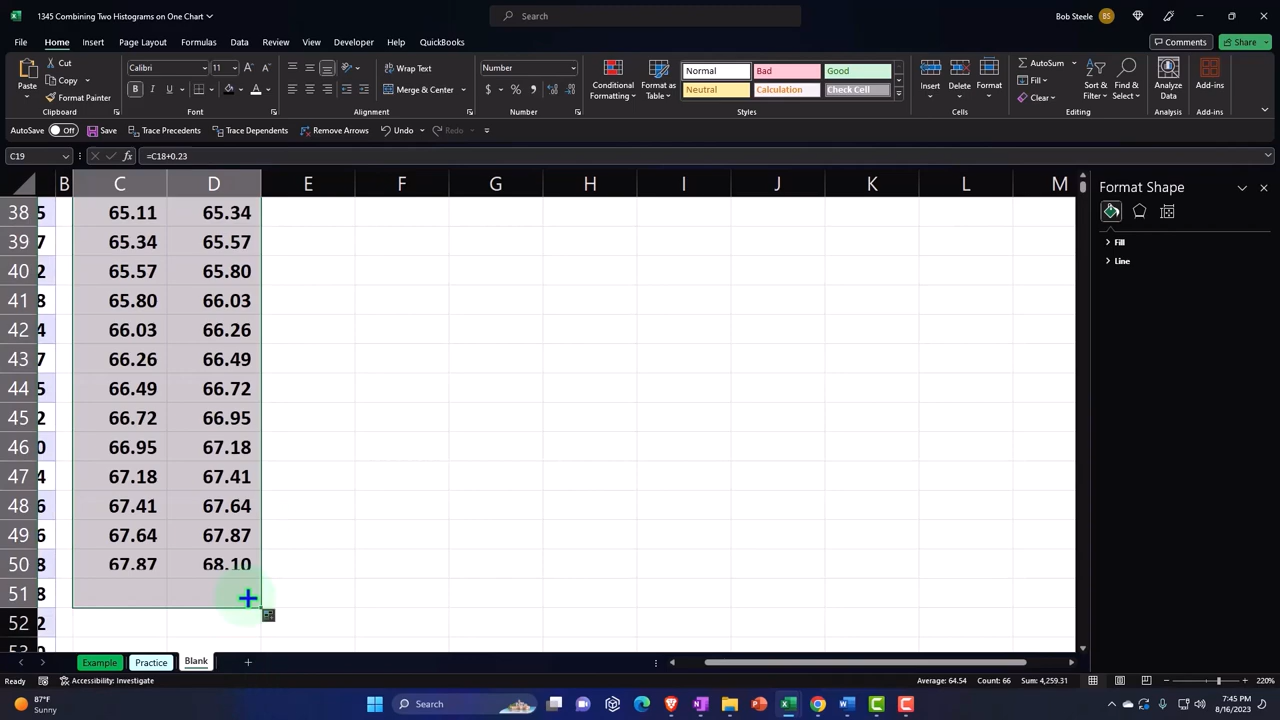 1345 Combining Two Histograms on One Chart
Search
Bob Steele
BS
File Home Insert Page Layout Formulas Data Review View Developer Help QuickBooks
Comments
Share
Paste
Cut
Copy
Format Painter
Calibri
11
Wrap Text
Merge & Center
Number
Conditional Formatting
Format as Table
Normal
Bad
Good
Neutral
Calculation
Check Cell
Insert
Delete
Format
AutoSum
Fill
Clear
Sort & Filter
Find & Select
Analyze Data
Add-ins
Clipboard
Font
Alignment
Number
Styles
Cells
Editing
Analysis
Add-ins
AutoSave Off Save Trace Precedents Trace Dependents Remove Arrows Undo Redo
C19
=C18+0.23
B C D E F G H I J K L M
38 5 65.11 65.34
39 7 65.34 65.57
40 2 65.57 65.80
41 8 65.80 66.03
42 4 66.03 66.26
43 7 66.26 66.49
44 5 66.49 66.72
45 2 66.72 66.95
46 0 66.95 67.18
47 4 67.18 67.41
48 6 67.41 67.64
49 6 67.64 67.87
50 8 67.87 68.10
51 8
52 2
Format Shape
Fill
Line
Example Practice Blank
Ready Accessibility: Investigate Average: 64.54 Count: 66 Sum: 4,259.31 220%
87°F
Sunny
Search
7:45 PM
8/16/2023